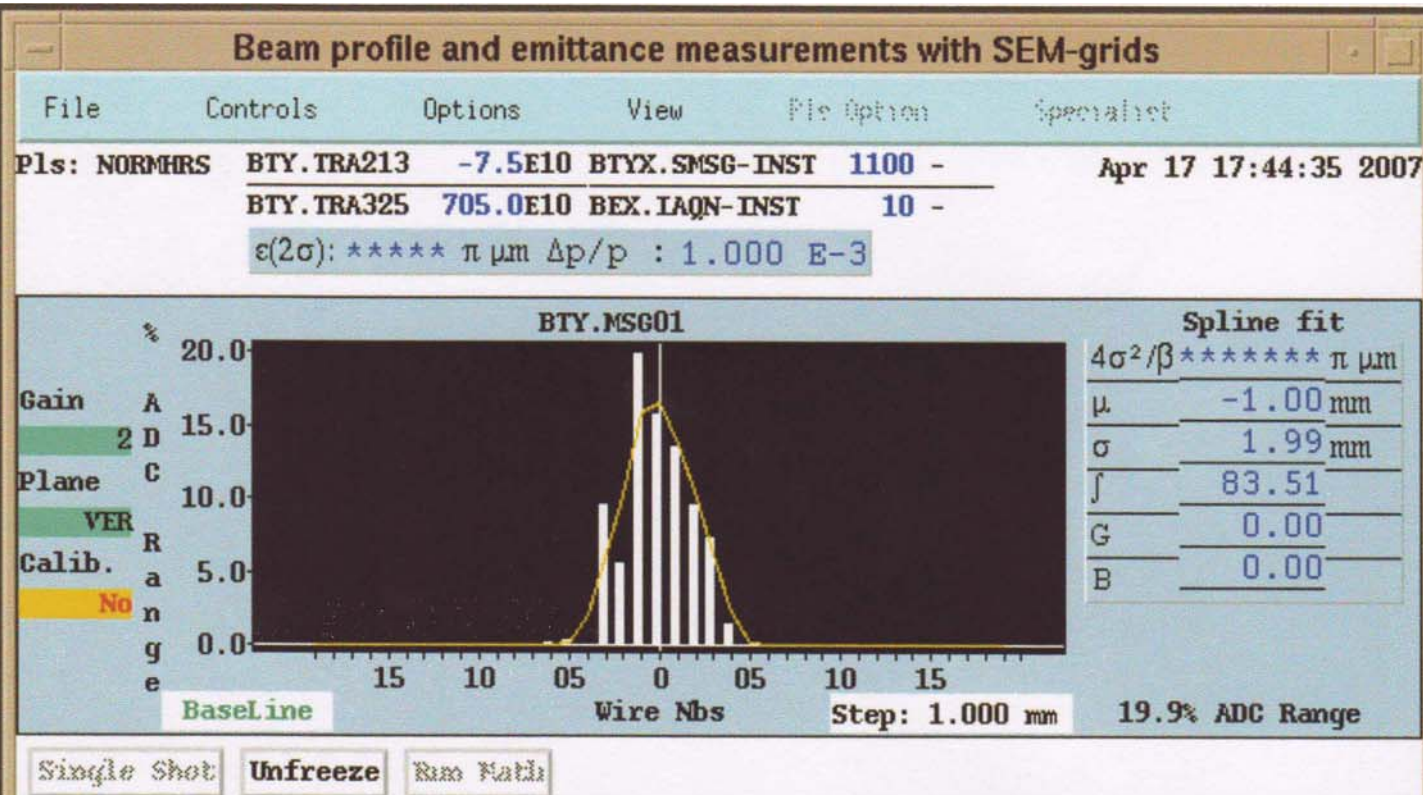 Beam profile and emittance measurements with SEM-grids
File Controls Options View Pls Option Specialist
Pls: NORMHRS BTY.TRA213 -7.5E10 BTYX.SMSG-INST 1100 - Apr 17 17:44:35 2007
BTY.TRA325 705.0E10 BEX.IAQN-INST 10 -
ε(2σ): ***** π µm Δp/p : 1.000 E-3
BTY.MSG01
Spline fit
% ADC Range
20.0
15.0
10.0
5.0
0.0
Gain
2
Plane
VER
Calib.
No
4σ²/β ******* π µm
µ -1.00 mm
σ 1.99 mm
∫ 83.51
G 0.00
B 0.00
15 10 05 0 05 10 15
BaseLine Wire Nbs Step: 1.000 mm 19.9% ADC Range
Single Shot Unfreeze Run Math